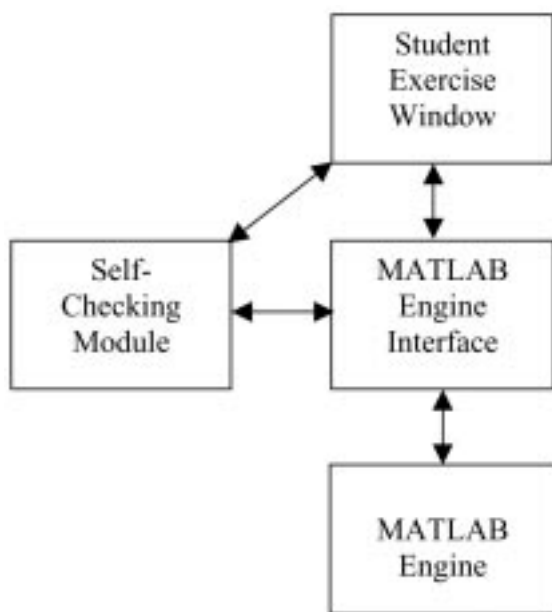 Student
Exercise
Window
Self-
Checking
Module
MATLAB
Engine
Interface
MATLAB
Engine